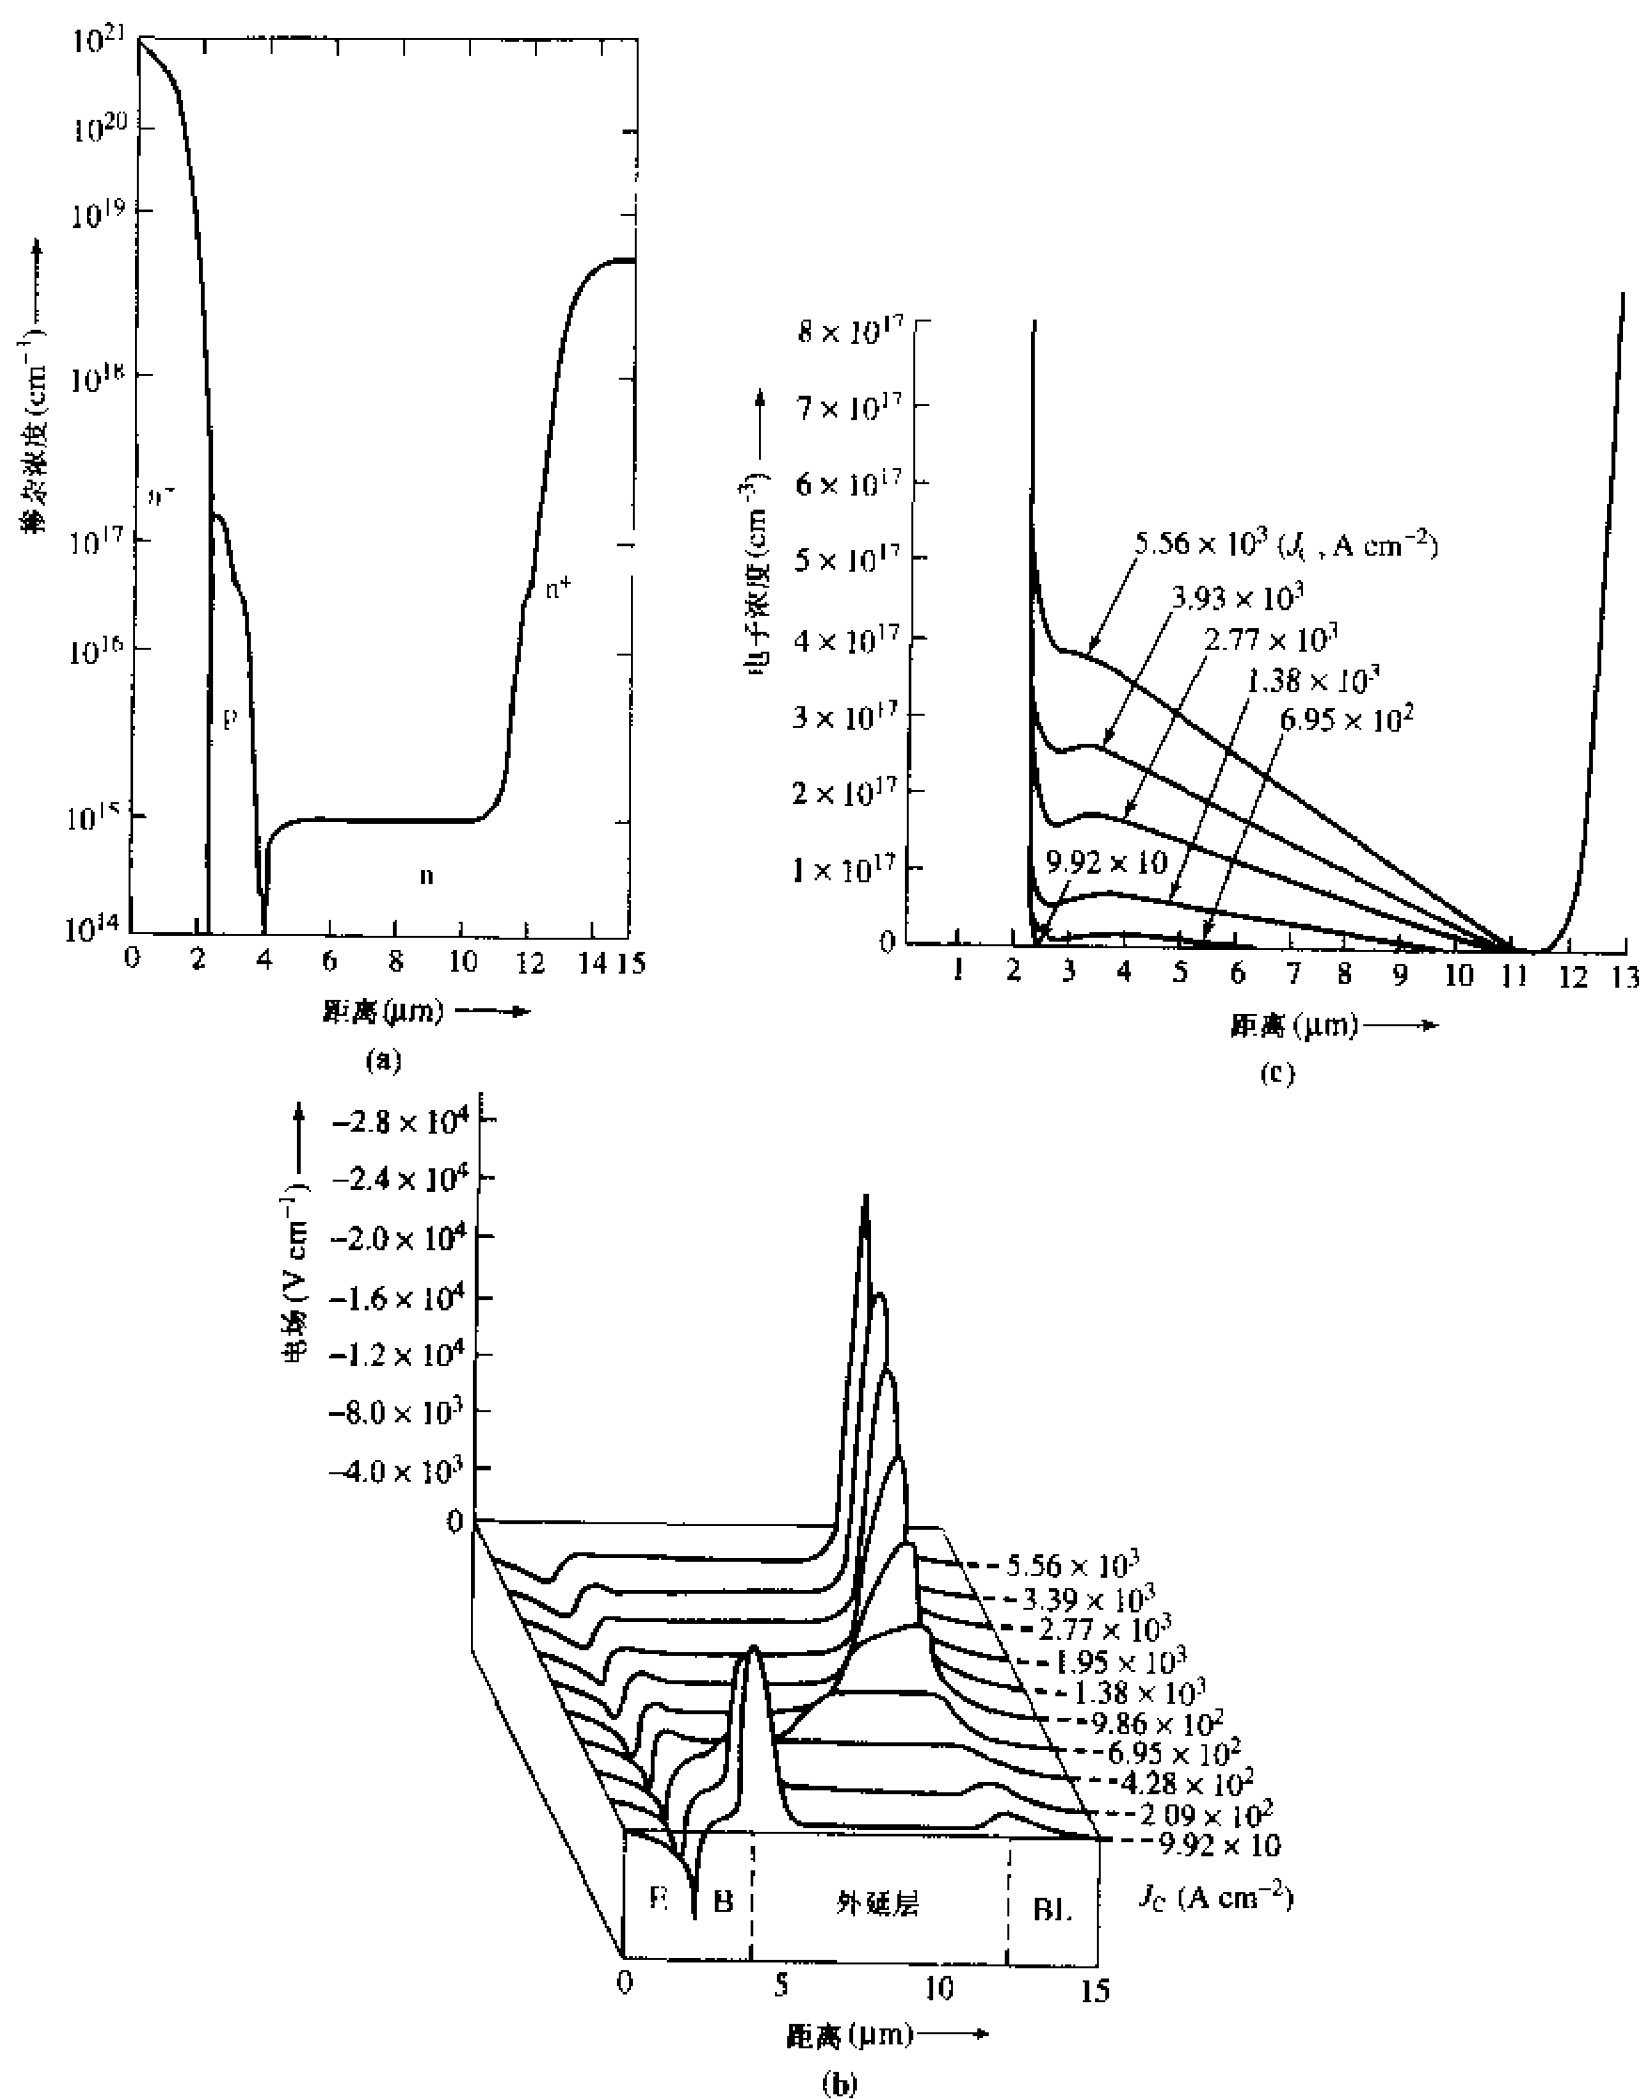 10²¹
10²⁰
10¹⁹
10¹⁸
10¹⁷
10¹⁶
10¹⁵
10¹⁴
掺杂浓度(cm⁻¹)
p
n
n⁺
0 2 4 6 8 10 12 14 15
距离(μm)
(a)
8×10¹⁷
7×10¹⁷
6×10¹⁷
5×10¹⁷
4×10¹⁷
3×10¹⁷
2×10¹⁷
1×10¹⁷
0
电子浓度(cm⁻³)
5.56×10³ (J , A cm⁻²)
3.93×10³
2.77×10³
1.38×10³
6.95×10²
9.92×10
1 2 3 4 5 6 7 8 9 10 11 12 13
距离(μm)
(c)
−2.8×10⁴
−2.4×10⁴
−2.0×10⁴
−1.6×10⁴
−1.2×10⁴
−8.0×10³
−4.0×10³
0
电场(V cm⁻¹)
5.56×10³
3.39×10³
2.77×10³
1.95×10³
1.38×10³
9.86×10²
6.95×10²
4.28×10²
2.09×10²
9.92×10
E B 外延层 BL
J_C (A cm⁻²)
0 5 10 15
距离(μm)
(b)